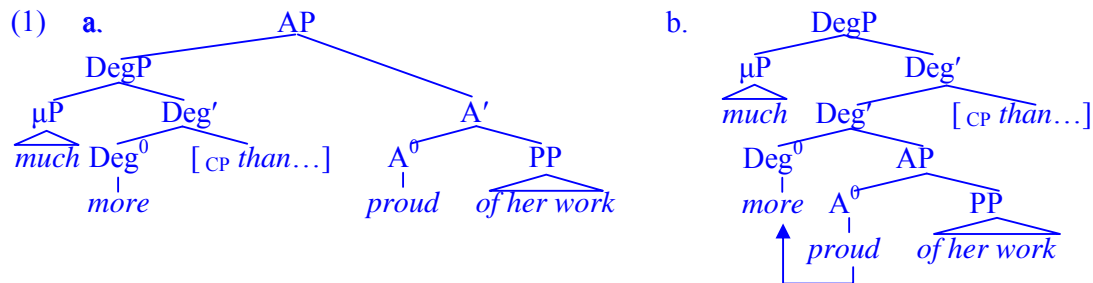 (1) a. AP b. DegP
DegP μP Deg′
μP Deg′ A′ much Deg′ [CP than…]
much Deg⁰ [CP than…] A⁰ PP Deg⁰ AP
more proud of her work more A⁰ PP
proud of her work